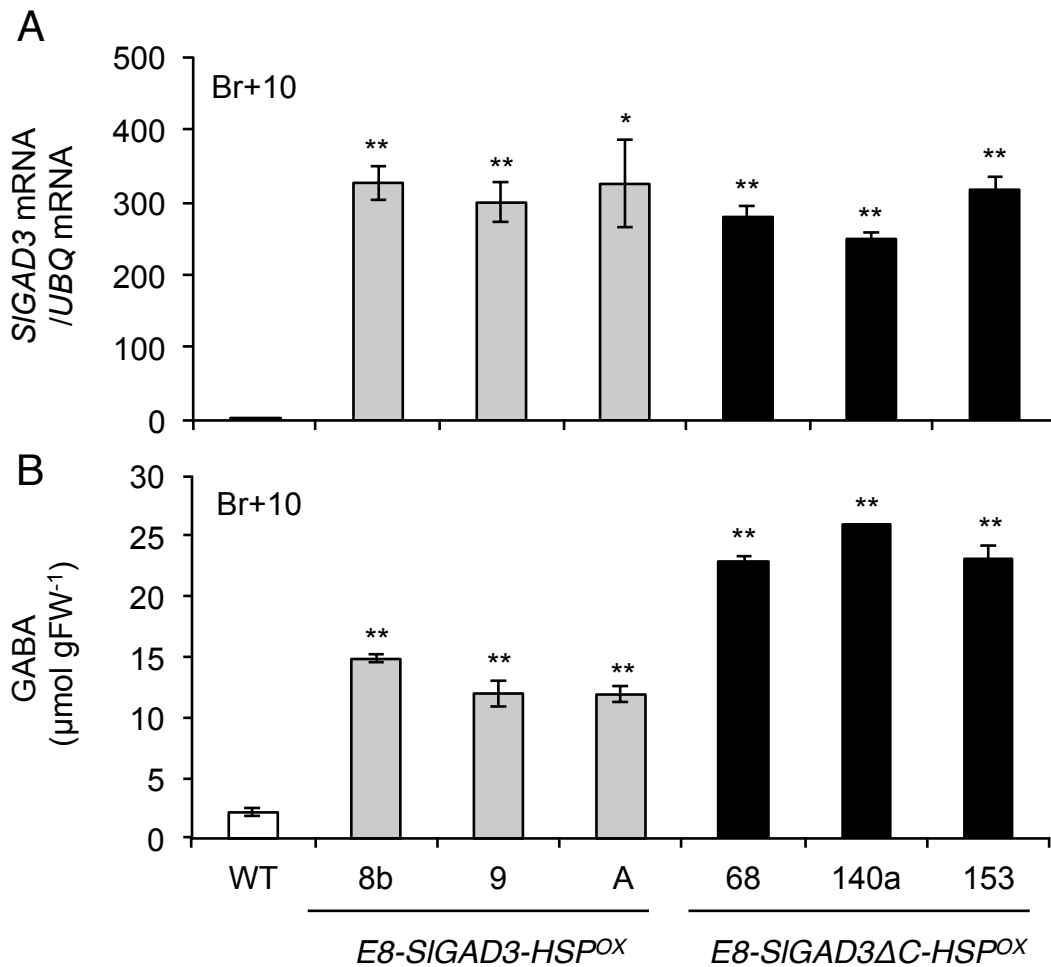 A
500
400
300
200
100
0
SlGAD3 mRNA
/UBQ mRNA
Br+10
** ** * ** ** **
B
30
25
20
15
10
5
0
GABA
(µmol gFW-1)
Br+10
** ** ** ** ** **
WT 8b 9 A 68 140a 153
E8-SlGAD3-HSPOX E8-SlGAD3ΔC-HSPOX